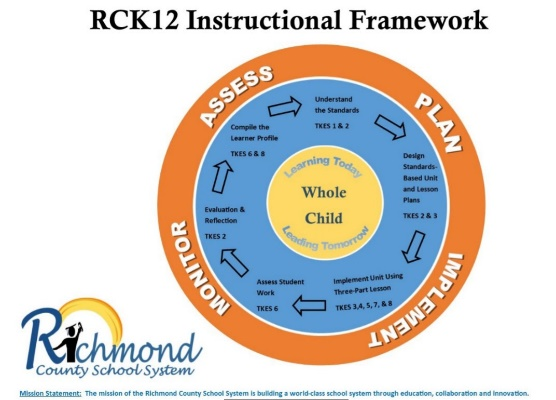 RCK12 Instructional Framework
ASSESS
PLAN
IMPLEMENT
MONITOR
Understand
the Standards
TKES 1 & 2
Design
Standards-
Based Unit
and Lesson
Plans
TKES 2 & 3
Implement Unit Using
Three-Part Lesson
TKES 3,4, 5, 7, & 8
Assess Student
Work
TKES 6
Evaluation &
Reflection
TKES 2
Compile the
Learner Profile
TKES 6 & 8
Learning Today
Whole
Child
Leading Tomorrow
Richmond
County School System
Mission Statement: The mission of the Richmond County School System is building a world-class school system through education, collaboration and innovation.